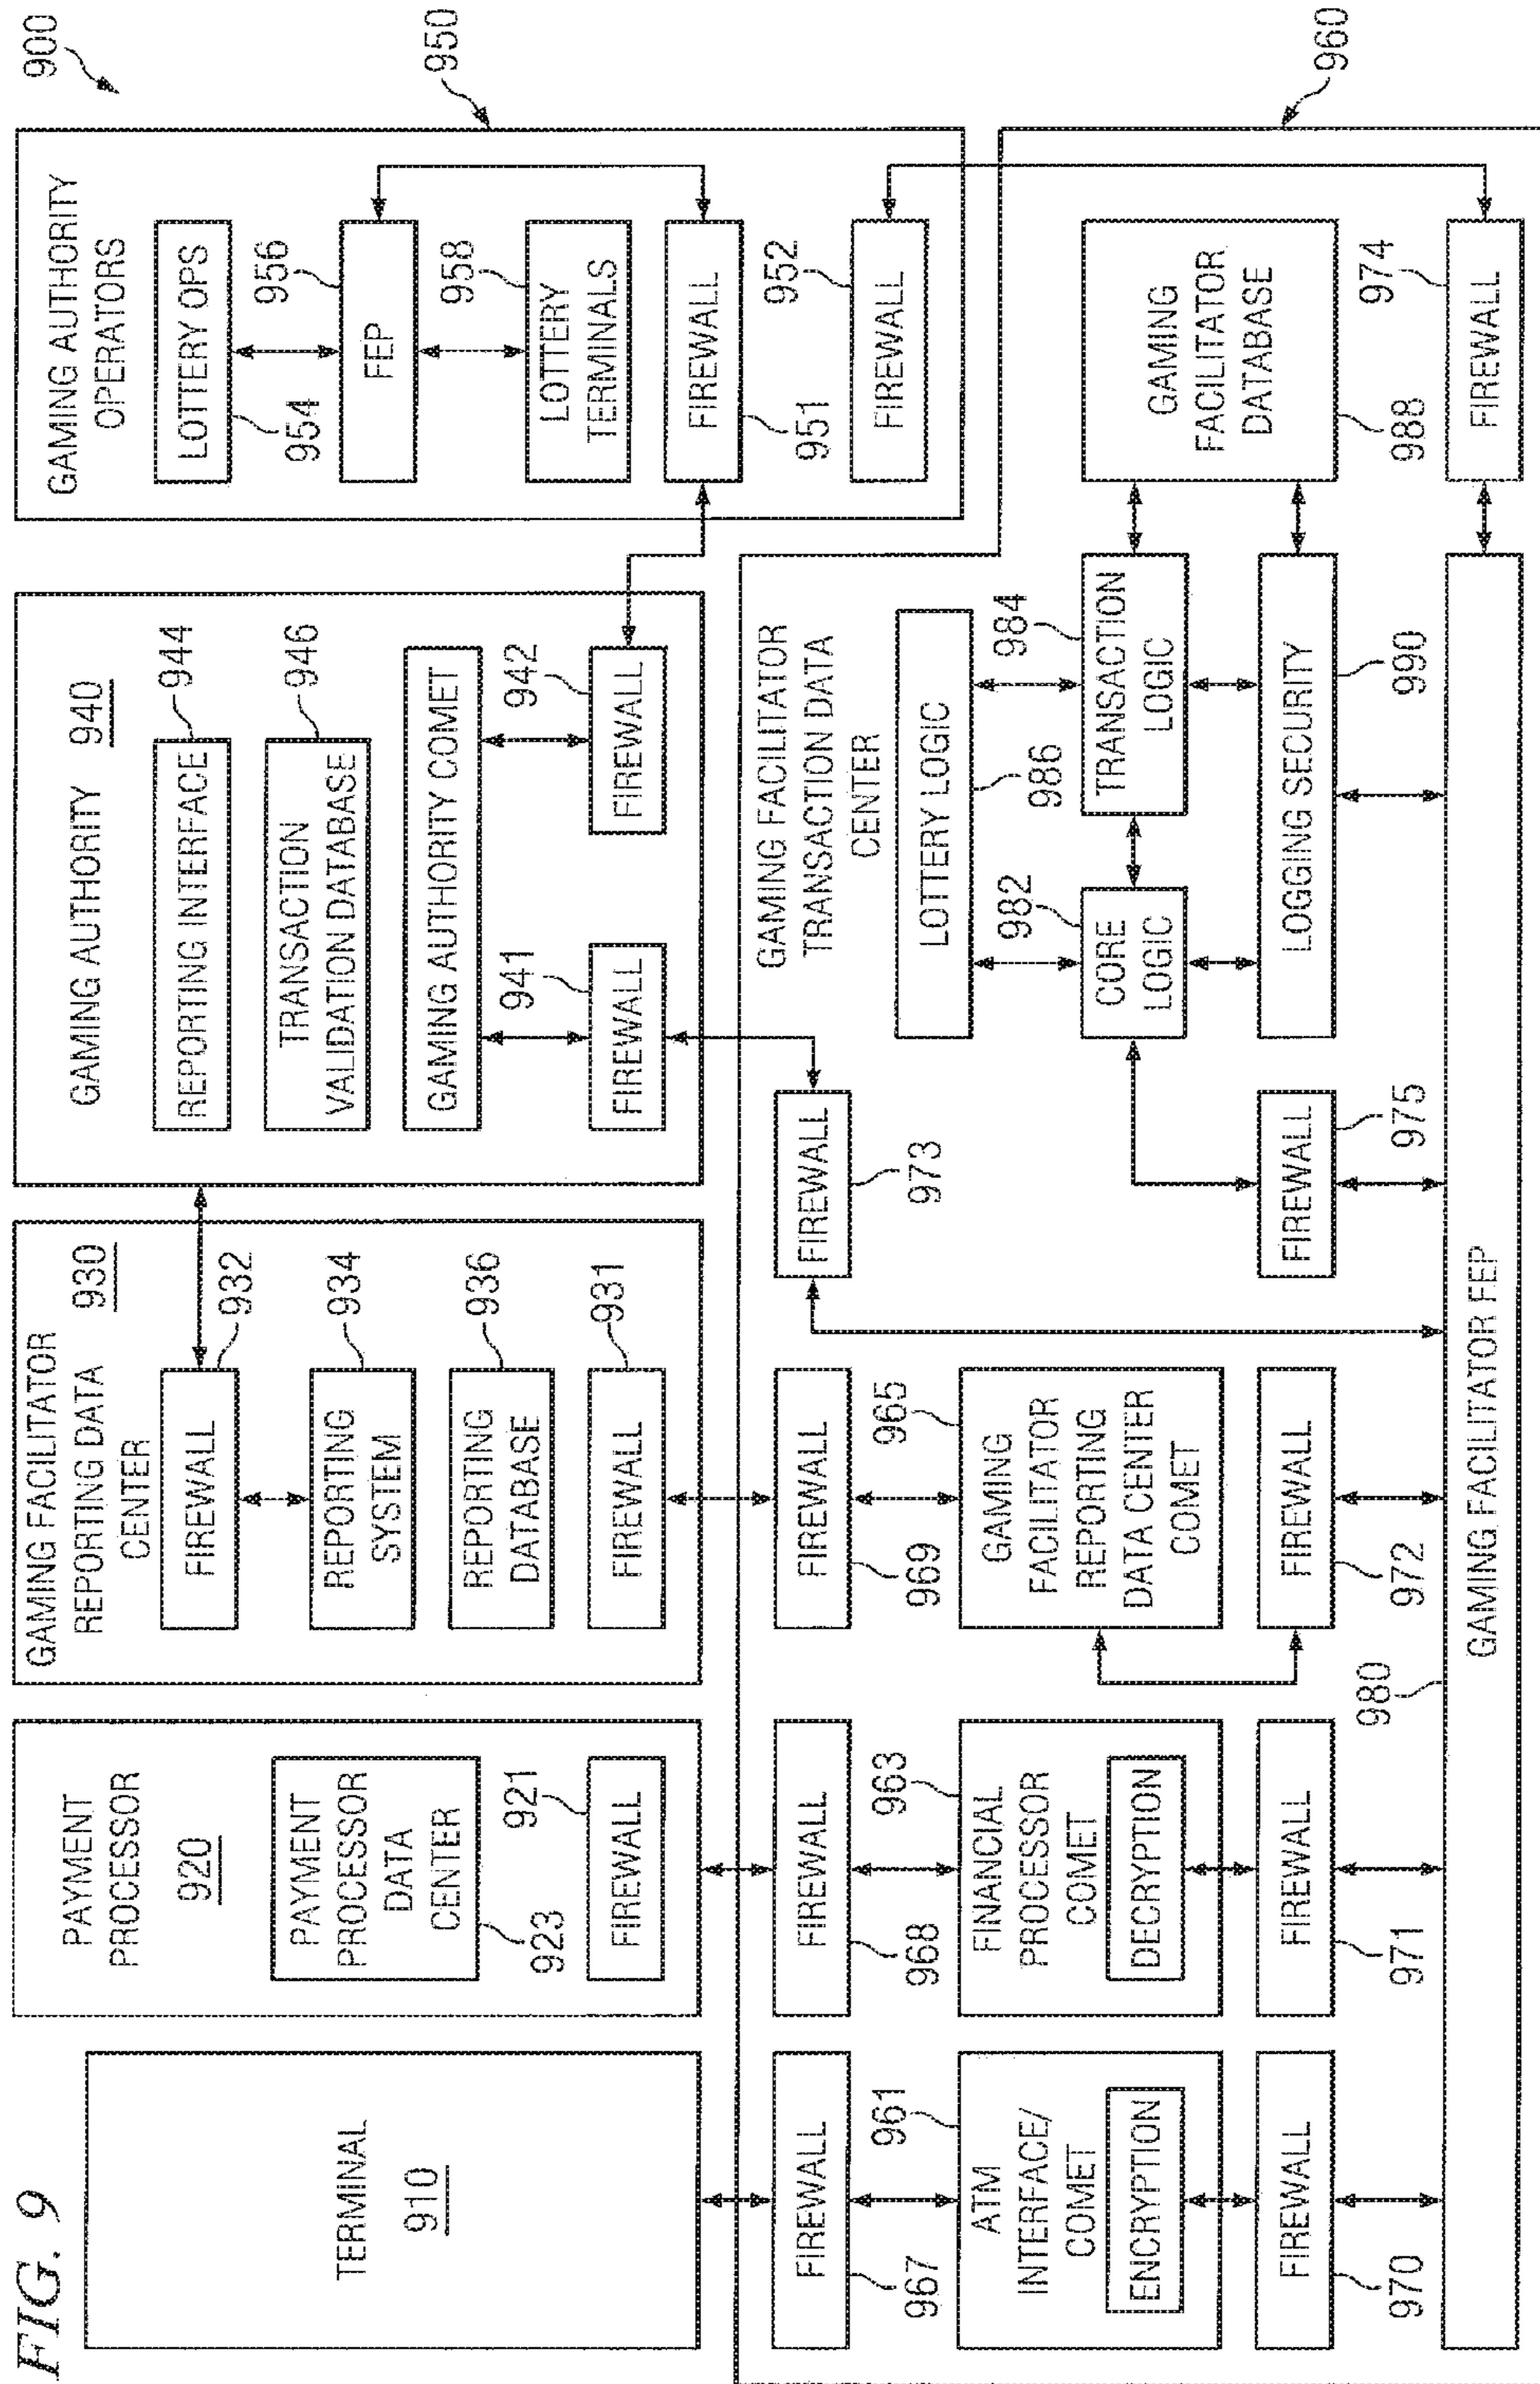 FIG. 9
900
TERMINAL
910
PAYMENT
PROCESSOR
920
PAYMENT
PROCESSOR
DATA
CENTER
923
921
FIREWALL
GAMING FACILITATOR
REPORTING DATA
CENTER
930
932
FIREWALL
934
REPORTING
SYSTEM
936
REPORTING
DATABASE
931
FIREWALL
GAMING AUTHORITY
940
944
REPORTING INTERFACE
946
TRANSACTION
VALIDATION DATABASE
GAMING AUTHORITY COMET
941
942
FIREWALL
FIREWALL
GAMING AUTHORITY
OPERATORS
950
LOTTERY OPS
954
956
FEP
958
LOTTERY
TERMINALS
FIREWALL
951
952
FIREWALL
960
GAMING FACILITATOR
TRANSACTION DATA
CENTER
FIREWALL
967
961
ATM
INTERFACE/
COMET
ENCRYPTION
FIREWALL
970
FIREWALL
968
963
FINANCIAL
PROCESSOR
COMET
DECRYPTION
FIREWALL
971
FIREWALL
969
965
GAMING
FACILITATOR
REPORTING
DATA CENTER
COMET
FIREWALL
972
FIREWALL
973
LOTTERY LOGIC
986
982
CORE
LOGIC
984
TRANSACTION
LOGIC
GAMING
FACILITATOR
DATABASE
988
LOGGING SECURITY
990
FIREWALL
975
974
FIREWALL
980
GAMING FACILITATOR FEP